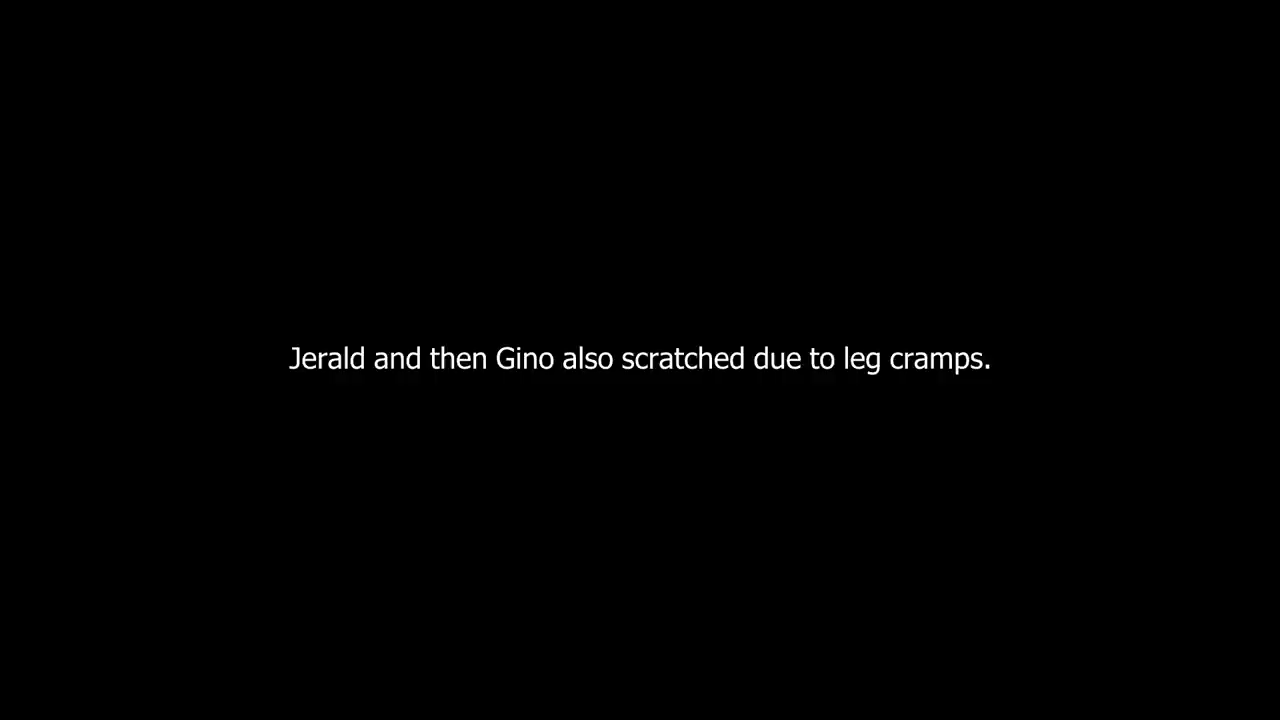 Jerald and then Gino also scratched due to leg cramps.